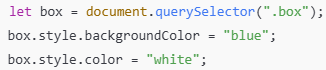 let box = document.querySelector(".box");
box.style.backgroundColor = "blue";
box.style.color = "white";